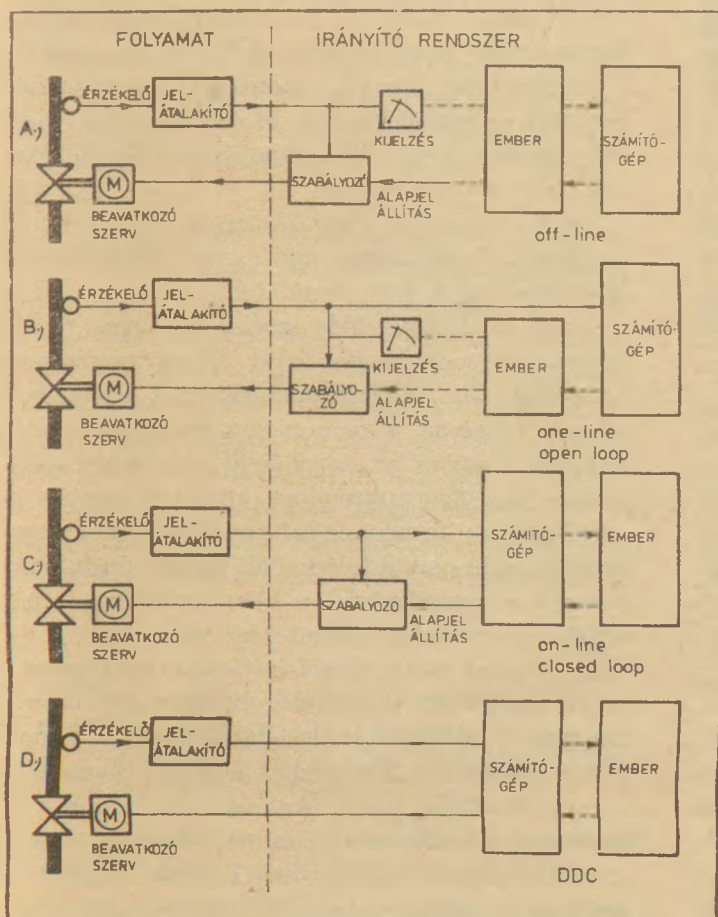 FOLYAMAT
IRÁNYÍTÓ RENDSZER
A.)
ÉRZÉKELŐ
JEL-
ÁTALAKÍTÓ
KIJELZÉS
EMBER
SZÁMÍTÓ-
GÉP
SZABÁLYOZÓ
ALAPJEL
ÁLLÍTÁS
M
BEAVATKOZÓ
SZERV
off-line
B.)
ÉRZÉKELŐ
JEL-
ÁTALAKÍTÓ
KIJELZÉS
EMBER
SZÁMÍTÓ-
GÉP
SZABÁLYO-
ZÓ
ALAPJEL
ÁLLÍTÁS
M
BEAVATKOZÓ
SZERV
one-line
open loop
C.)
ÉRZÉKELŐ
JEL-
ÁTALAKÍTÓ
SZÁMÍTÓ-
GÉP
EMBER
SZABÁLYOZÓ
ALAPJEL
ÁLLÍTÁS
M
BEAVATKOZÓ
SZERV
on-line
closed loop
D.)
ÉRZÉKELŐ
JEL-
ÁTALAKÍTÓ
SZÁMÍTÓ-
GÉP
EMBER
M
BEAVATKOZÓ
SZERV
DDC